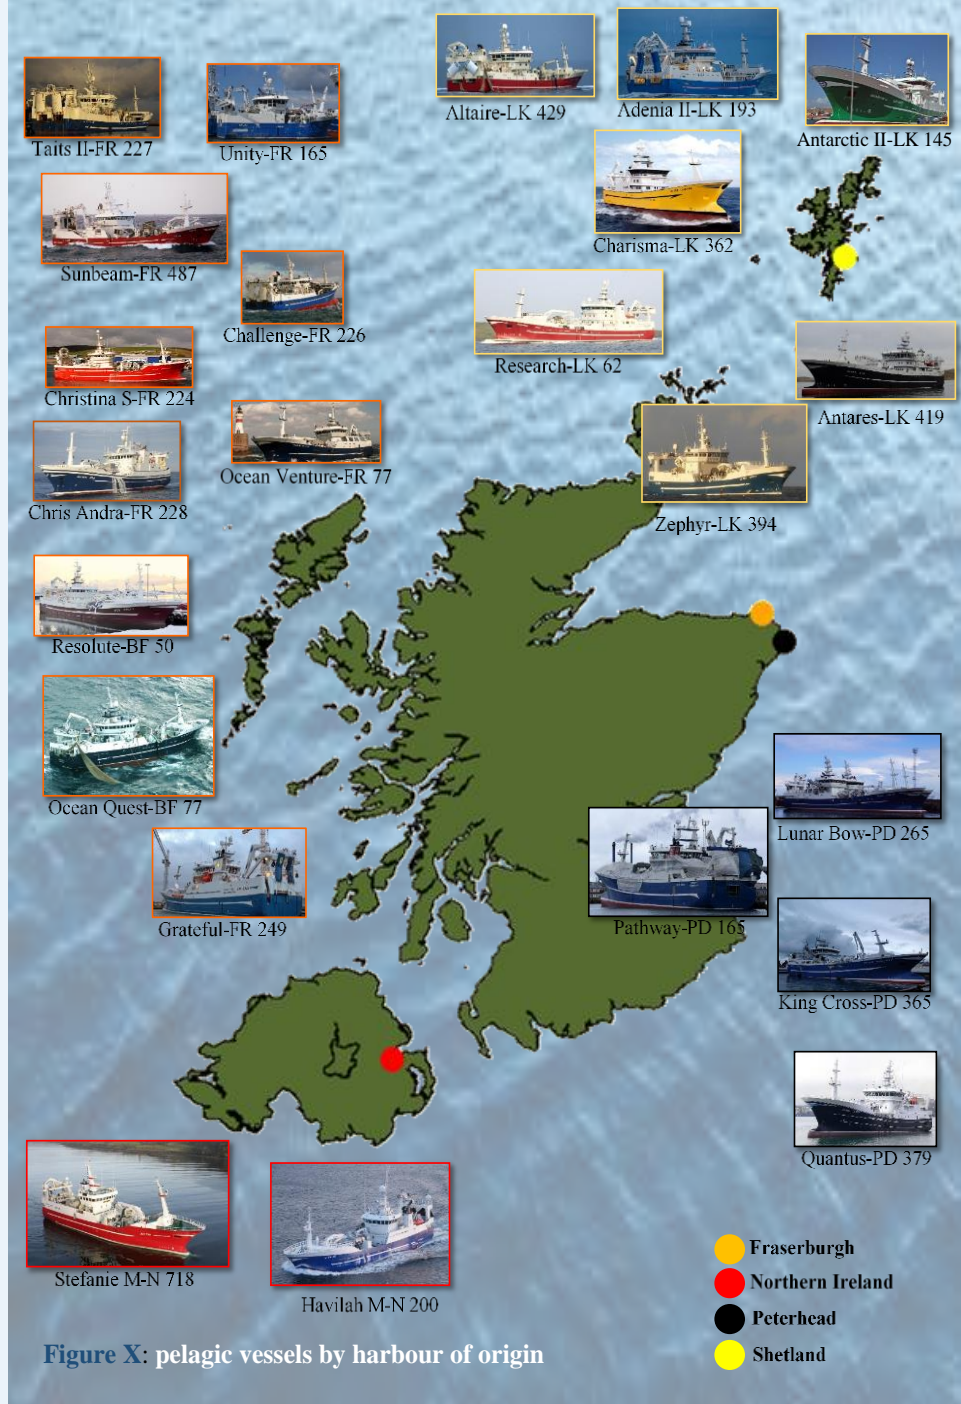 Altaire-LK 429
Adenia II-LK 193
Antarctic II-LK 145
Taits II-FR 227
Unity-FR 165
Charisma-LK 362
Sunbeam-FR 487
Challenge-FR 226
Research-LK 62
Christina S-FR 224
Antares-LK 419
Ocean Venture-FR 77
Chris Andra-FR 228
Zephyr-LK 394
Resolute-BF 50
Ocean Quest-BF 77
Lunar Bow-PD 265
Grateful-FR 249
Pathway-PD 165
King Cross-PD 365
Quantus-PD 379
Stefanie M-N 718
Havilah M-N 200
Fraserburgh
Northern Ireland
Peterhead
Shetland
Figure X: pelagic vessels by harbour of origin